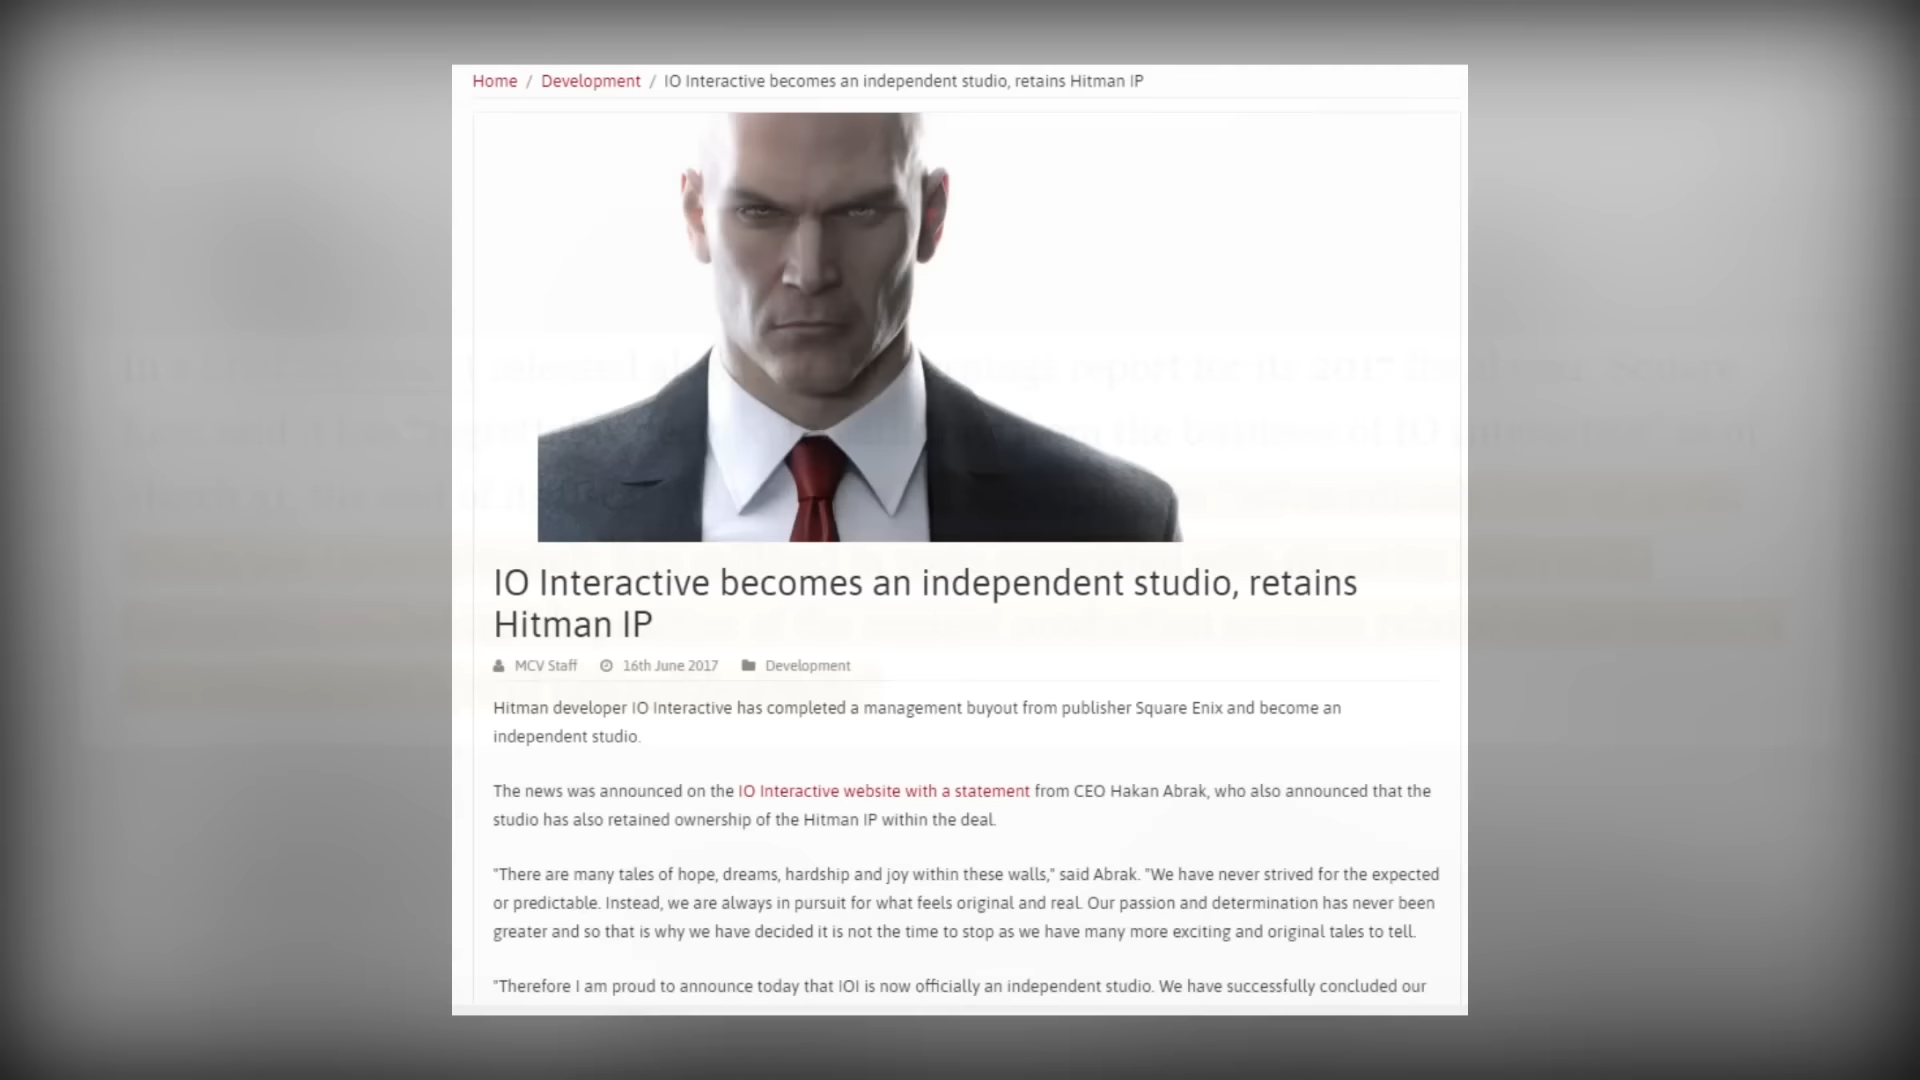 Home / Development / IO Interactive becomes an independent studio, retains Hitman IP
IO Interactive becomes an independent studio, retains
Hitman IP
MCV Staff 16th June 2017 Development
Hitman developer IO Interactive has completed a management buyout from publisher Square Enix and become an
independent studio.
The news was announced on the IO Interactive website with a statement from CEO Hakan Abrak, who also announced that the
studio has also retained ownership of the Hitman IP within the deal.
"There are many tales of hope, dreams, hardship and joy within these walls," said Abrak. "We have never strived for the expected
or predictable. Instead, we are always in pursuit for what feels original and real. Our passion and determination has never been
greater and so that is why we have decided it is not the time to stop as we have many more exciting and original tales to tell.
"Therefore I am proud to announce today that IOI is now officially an independent studio. We have successfully concluded our